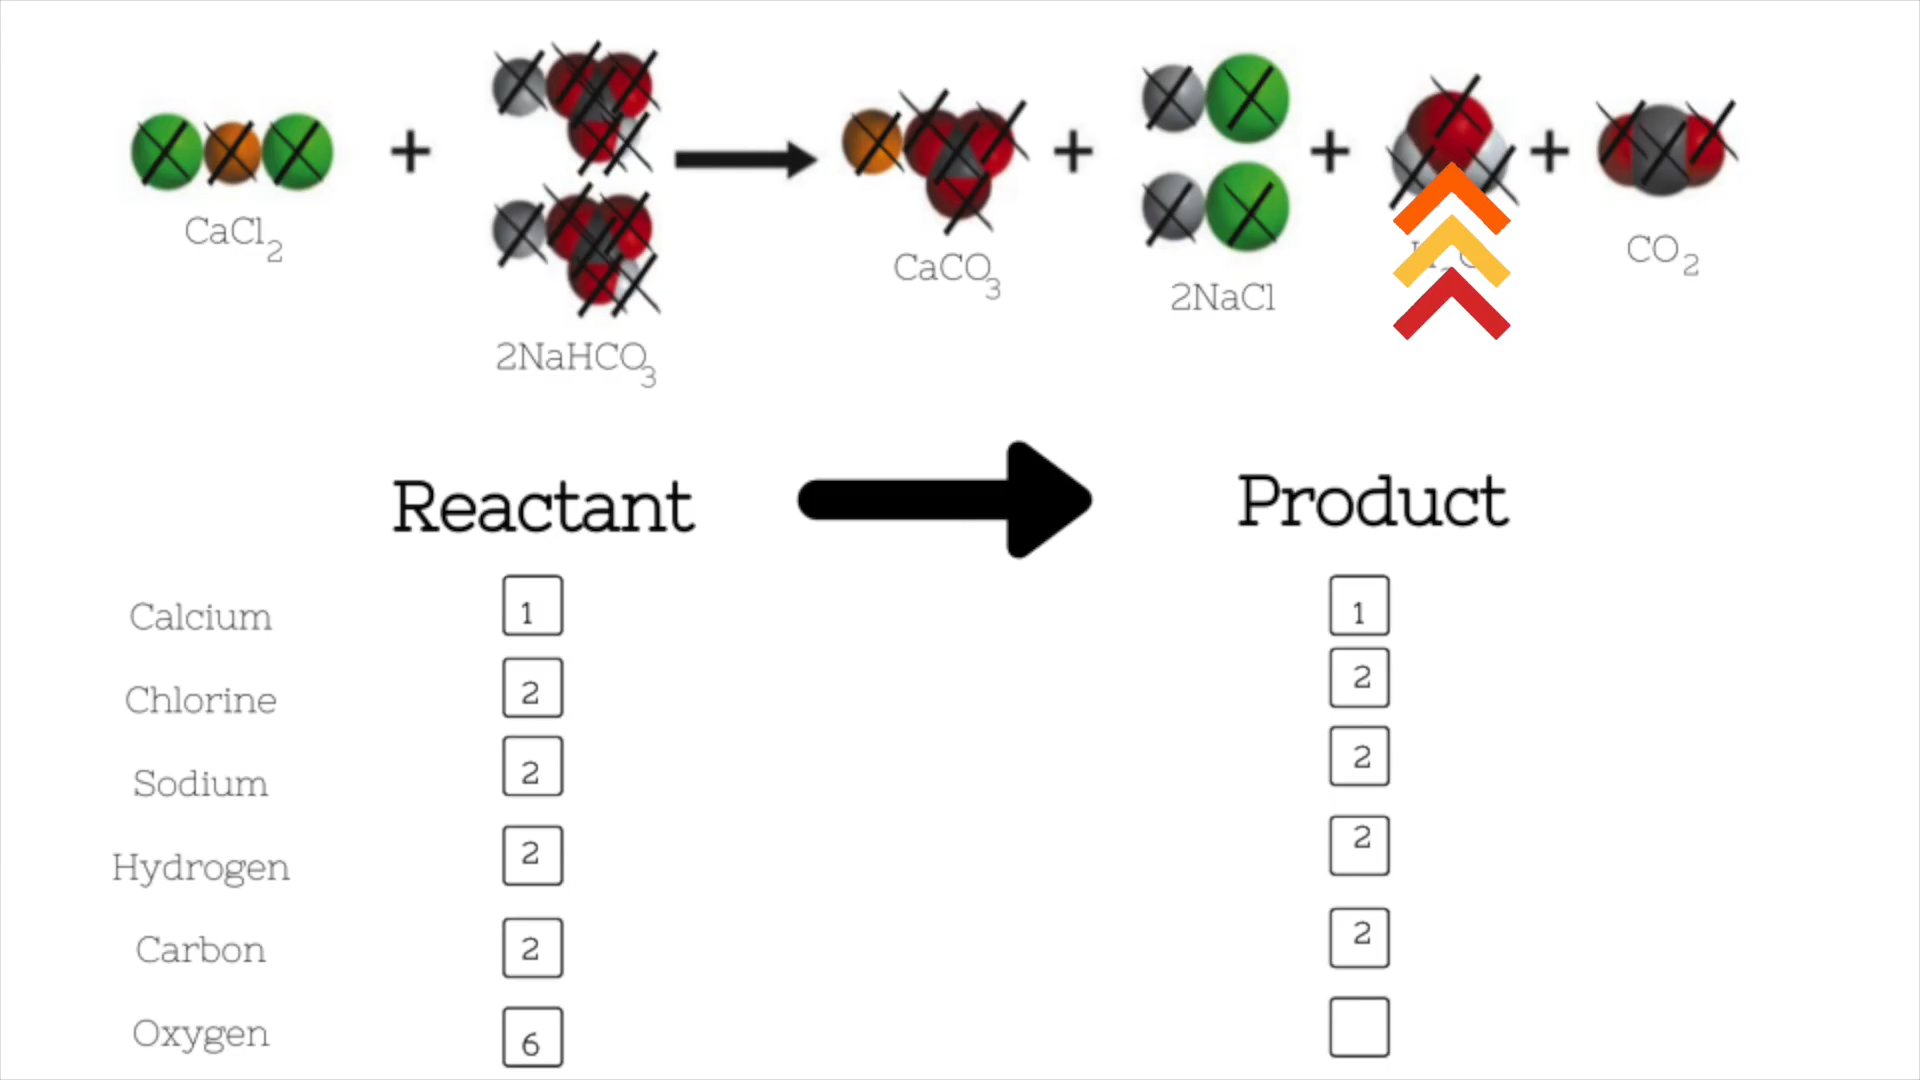 + + + +
CaCl2
CaCO3
2NaCl
CO2
2NaHCO3
Reactant Product
Calcium 1 1
Chlorine 2 2
Sodium 2 2
Hydrogen 2 2
Carbon 2 2
Oxygen 6